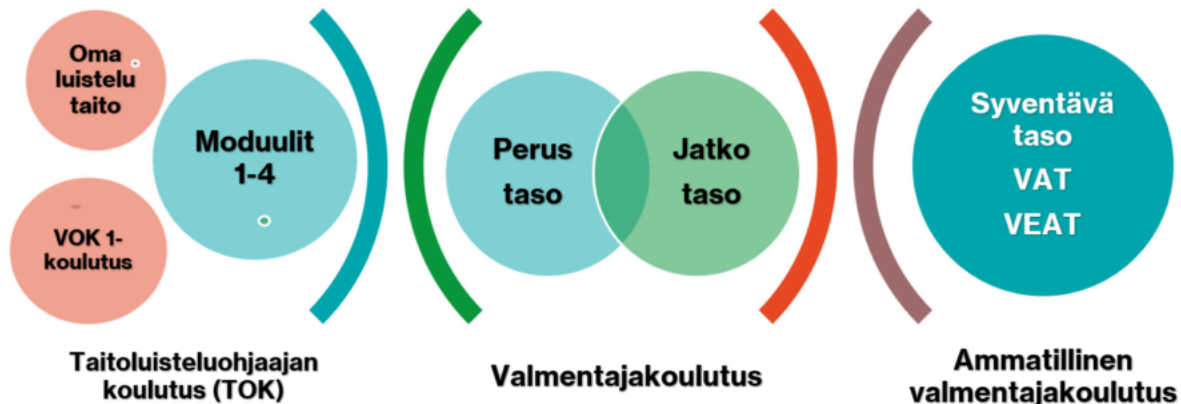 Oma
luistelu
taito
VOK 1-
koulutus
Moduulit
1-4
Taitoluisteluohjaajan
koulutus (TOK)
Perus
taso
Jatko
taso
Valmentajakoulutus
Syventävä
taso
VAT
VEAT
Ammatillinen
valmentajakoulutus